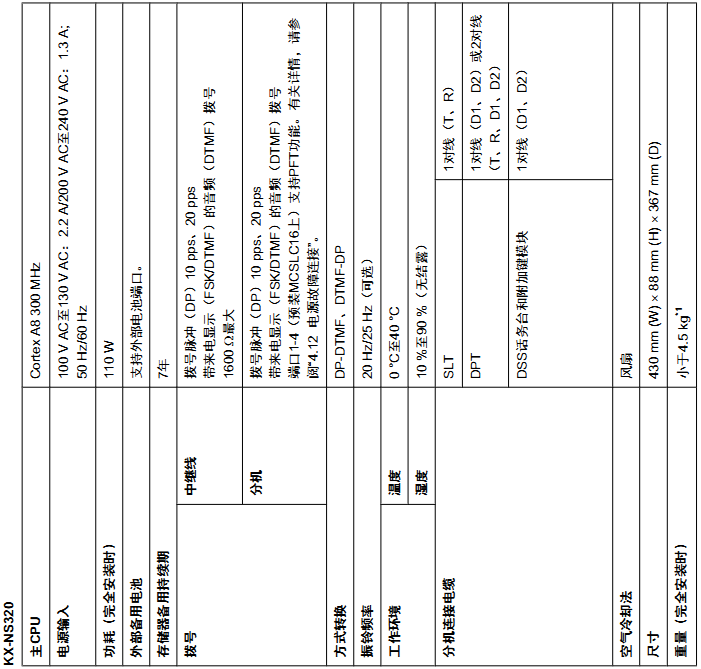 KX-NS320
主CPU
Cortex A8 300 MHz
电源输入
100 V AC至130 V AC：2.2 A/200 V AC至240 V AC：1.3 A;
50 Hz/60 Hz
功耗（完全安装时）
110 W
外部备用电池
支持外部电池端口。
存储器备用持续期
7年
拨号
中继线
拨号脉冲（DP）10 pps、20 pps
带来电显示（FSK/DTMF）的音频（DTMF）拨号
1600 Ω最大
分机
拨号脉冲（DP）10 pps、20 pps
带来电显示（FSK/DTMF）的音频（DTMF）拨号
端口1-4（预装MCSLC16上）支持PFT功能。有关详情，请参
阅“4.12 电源故障连接”。
方式转换
DP-DTMF、DTMF-DP
振铃频率
20 Hz/25 Hz（可选）
工作环境
温度
0 °C至40 °C
湿度
10 %至90 %（无结露）
分机连接电缆
SLT
1对线（T、R）
DPT
1对线（D1、D2）或2对线
（T、R、D1、D2）
DSS话务台和附加键模块
1对线（D1、D2）
空气冷却法
风扇
尺寸
430 mm (W) × 88 mm (H) × 367 mm (D)
重量（完全安装时）
小于4.5 kg*1